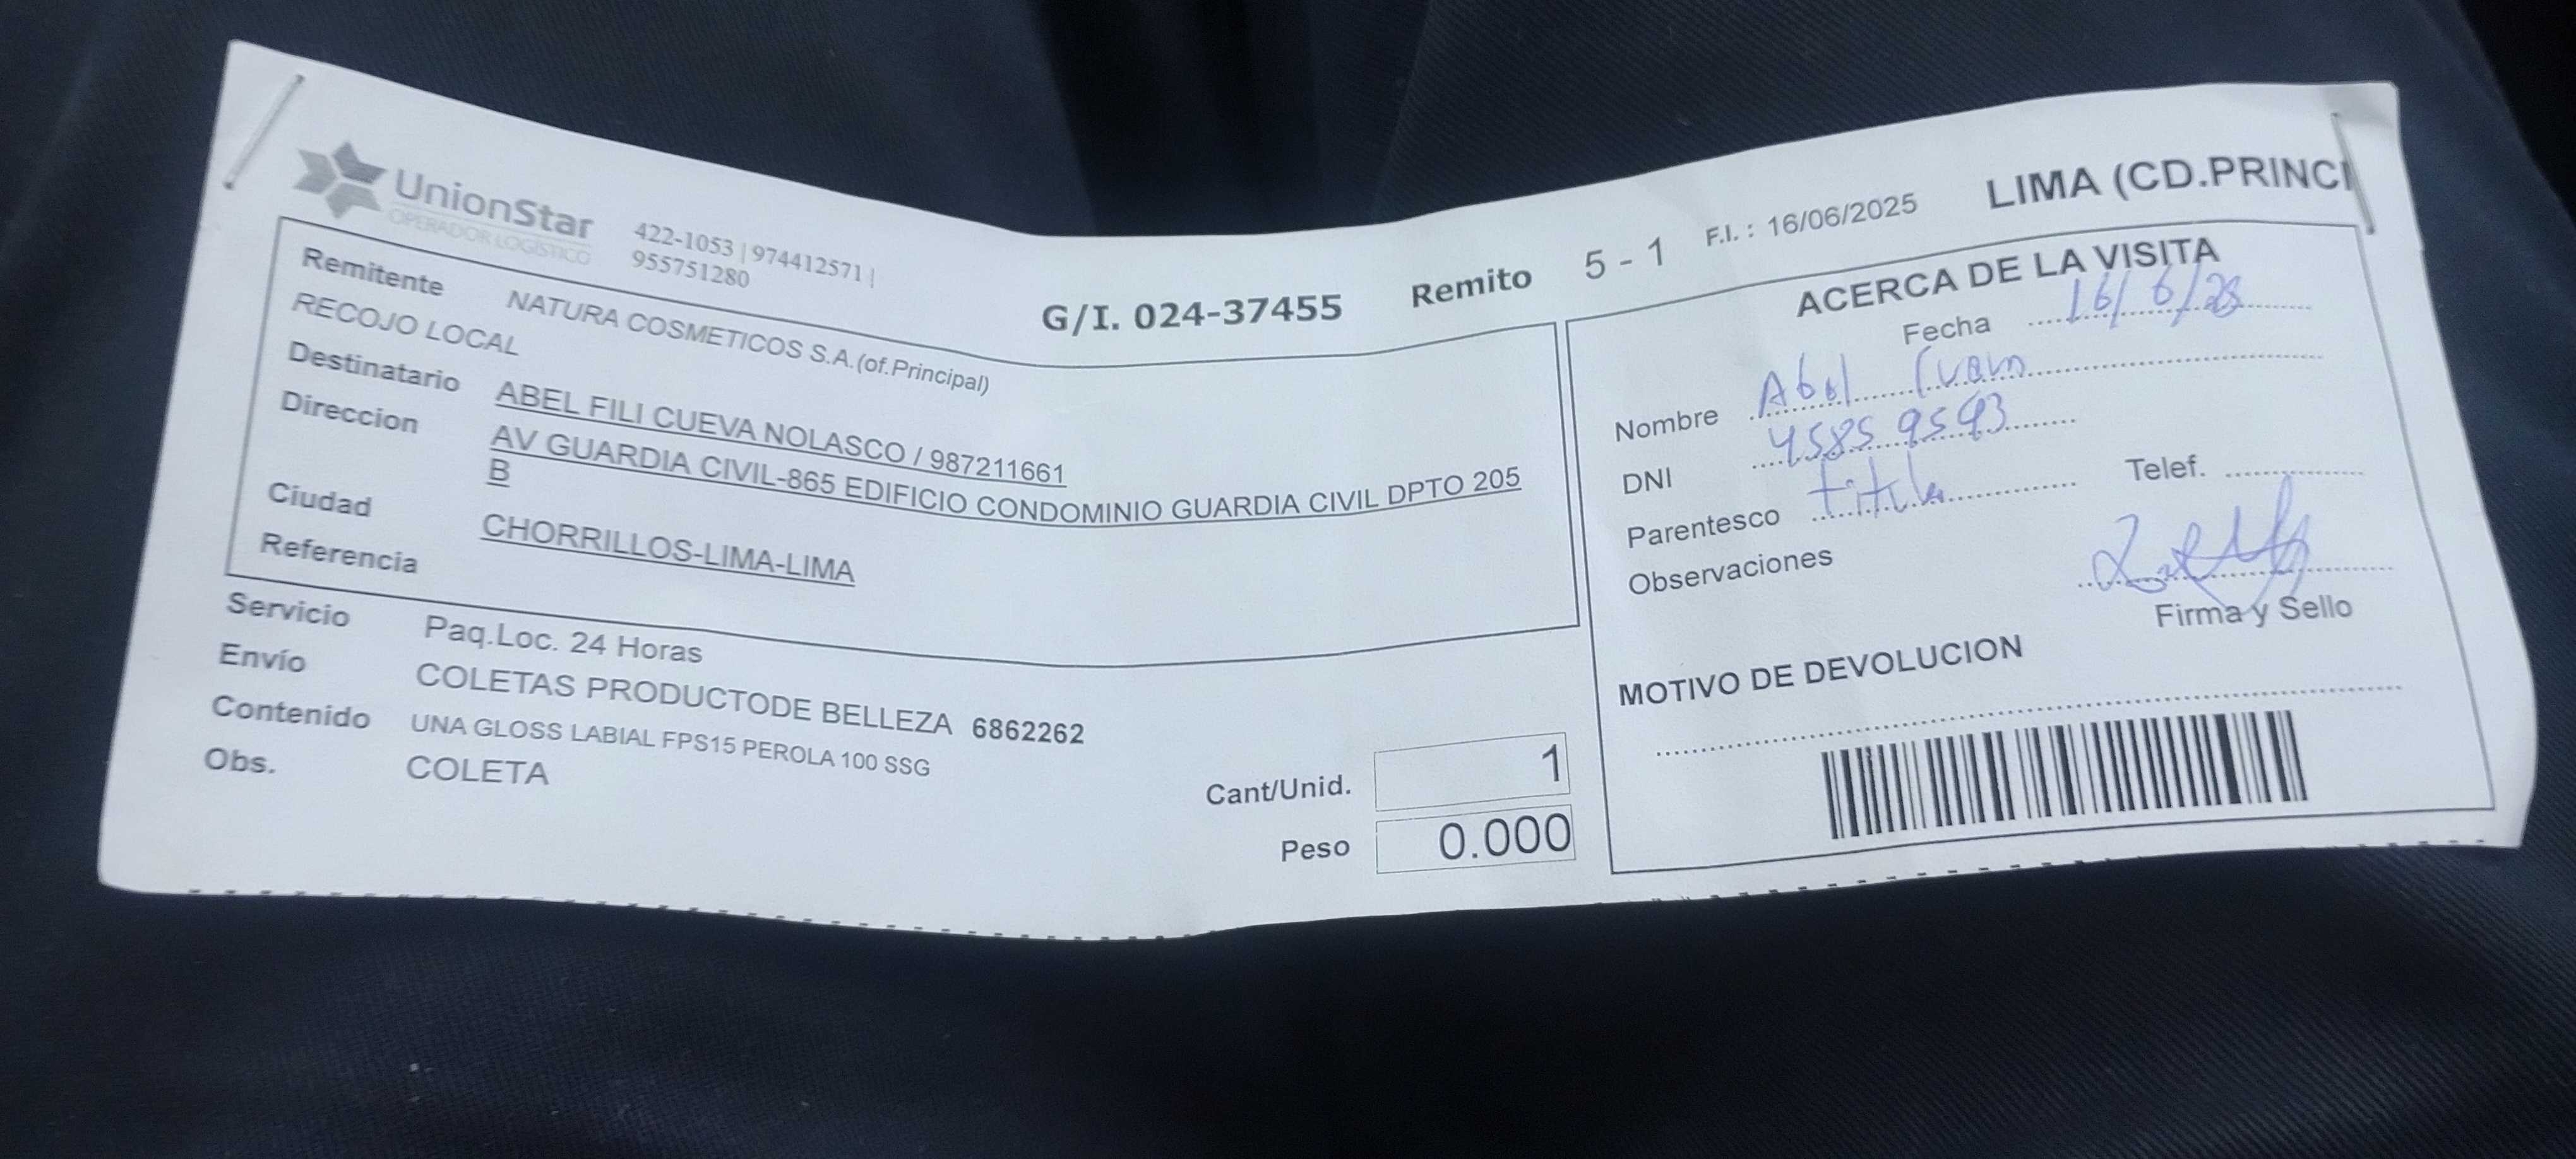 UnionStar
OPERADOR LOGÍSTICO
422-1053 | 974412571 |
955751280
G/I. 024-37455 Remito 5 - 1 F.I. : 16/06/2025 LIMA (CD.PRINCI
Remitente NATURA COSMETICOS S.A.(of.Principal)
RECOJO LOCAL
Destinatario ABEL FILI CUEVA NOLASCO / 987211661
Direccion AV GUARDIA CIVIL-865 EDIFICIO CONDOMINIO GUARDIA CIVIL DPTO 205
B
Ciudad CHORRILLOS-LIMA-LIMA
Referencia
Servicio Paq.Loc. 24 Horas
Envío COLETAS PRODUCTODE BELLEZA 6862262
Contenido UNA GLOSS LABIAL FPS15 PEROLA 100 SSG
Obs. COLETA
Cant/Unid. 1
Peso 0.000
ACERCA DE LA VISITA
Fecha 16/6/25
Nombre Abel
DNI 45859593
Parentesco titular
Telef.
Observaciones
Firma y Sello
MOTIVO DE DEVOLUCION